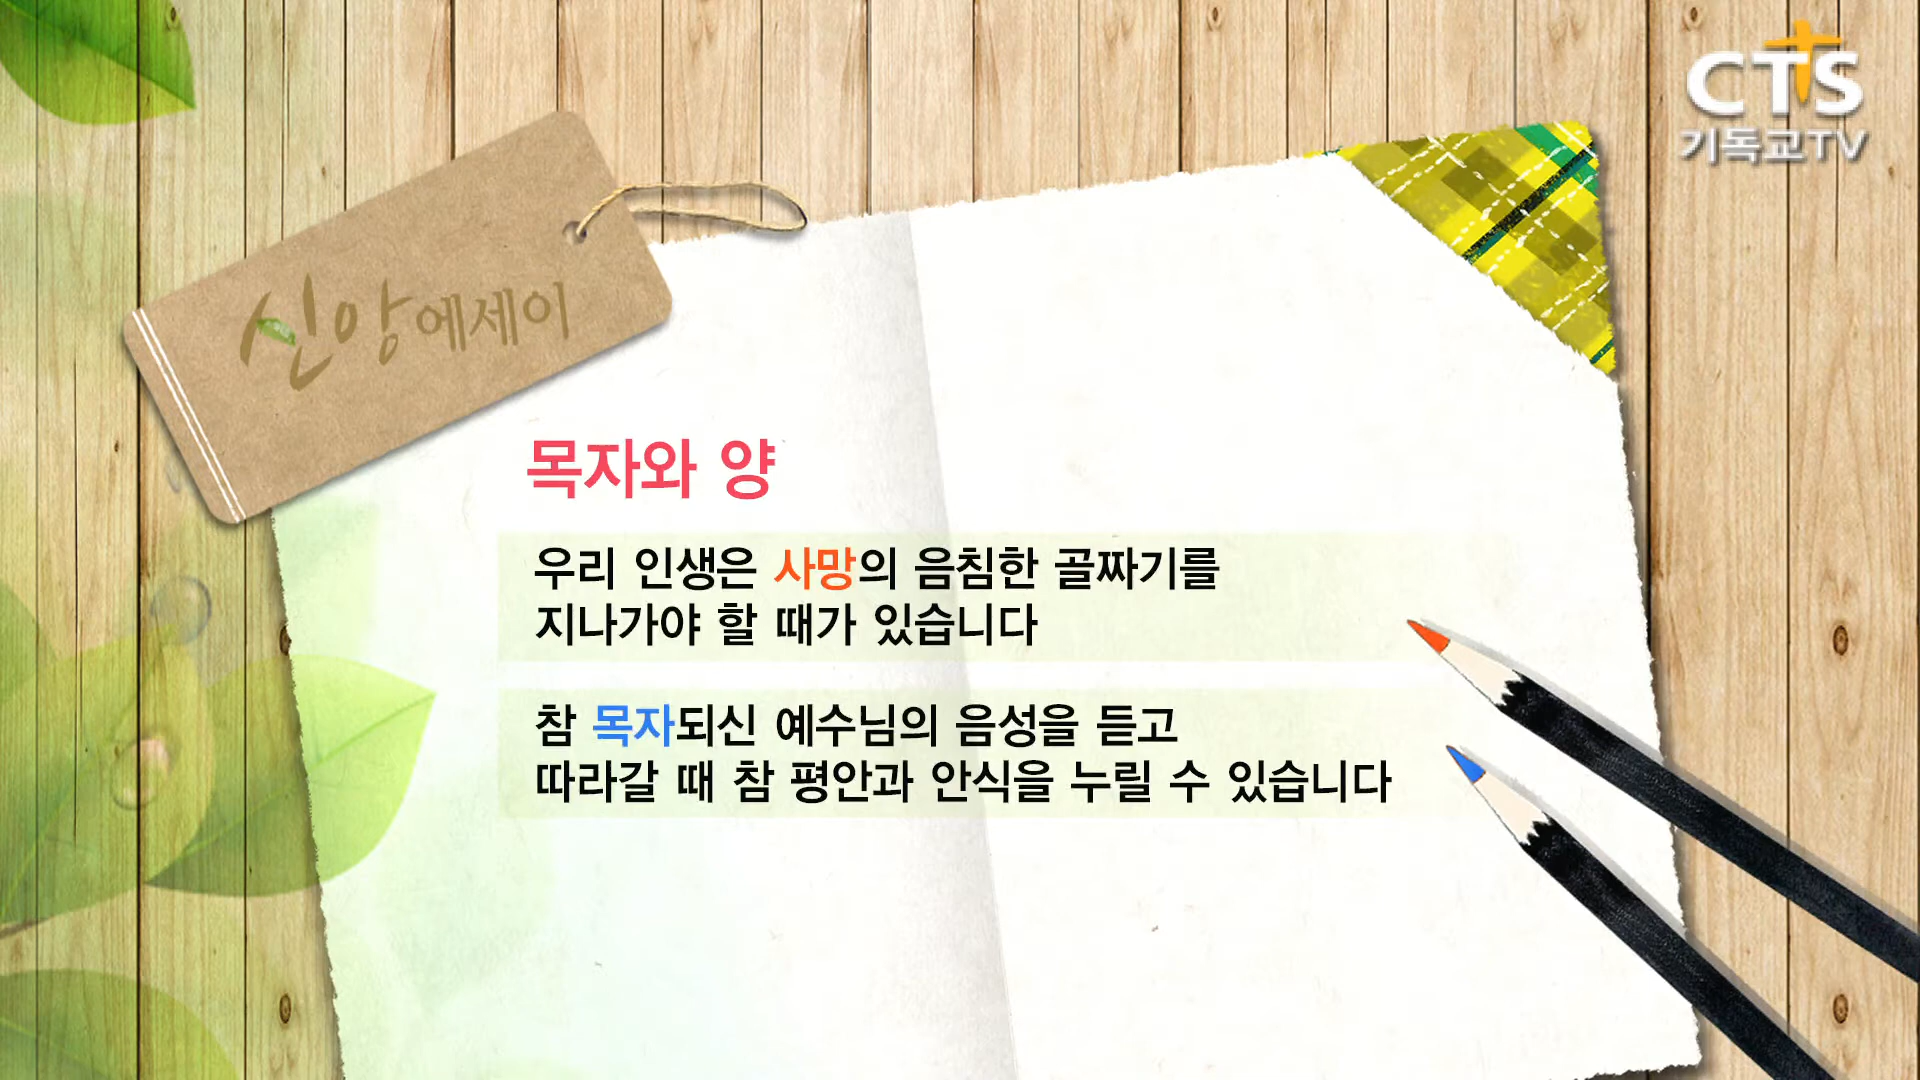 CTS
기독교TV
신앙에세이
목자와 양
우리 인생은 사망의 음침한 골짜기를
지나가야 할 때가 있습니다
참 목자되신 예수님의 음성을 듣고
따라갈 때 참 평안과 안식을 누릴 수 있습니다